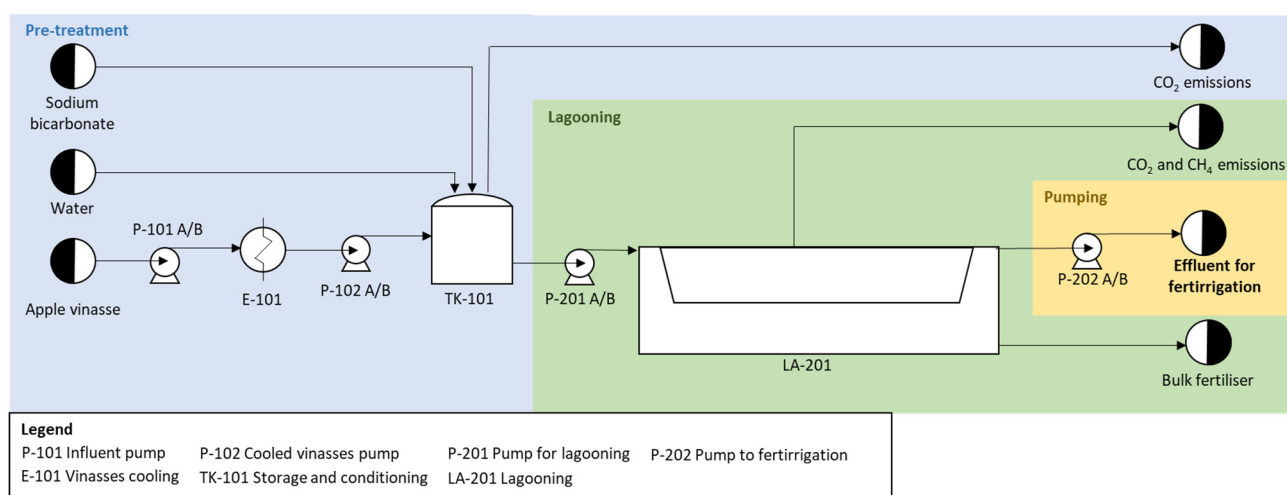 Pre-treatment
Sodium
bicarbonate
CO₂ emissions
Lagooning
CO₂ and CH₄ emissions
Water
Pumping
P-101 A/B
Apple vinasse
E-101
P-102 A/B
TK-101
P-201 A/B
P-202 A/B
Effluent for
fertirrigation
LA-201
Bulk fertiliser
Legend
P-101 Influent pump P-102 Cooled vinasses pump P-201 Pump for lagooning P-202 Pump to fertirrigation
E-101 Vinasses cooling TK-101 Storage and conditioning LA-201 Lagooning